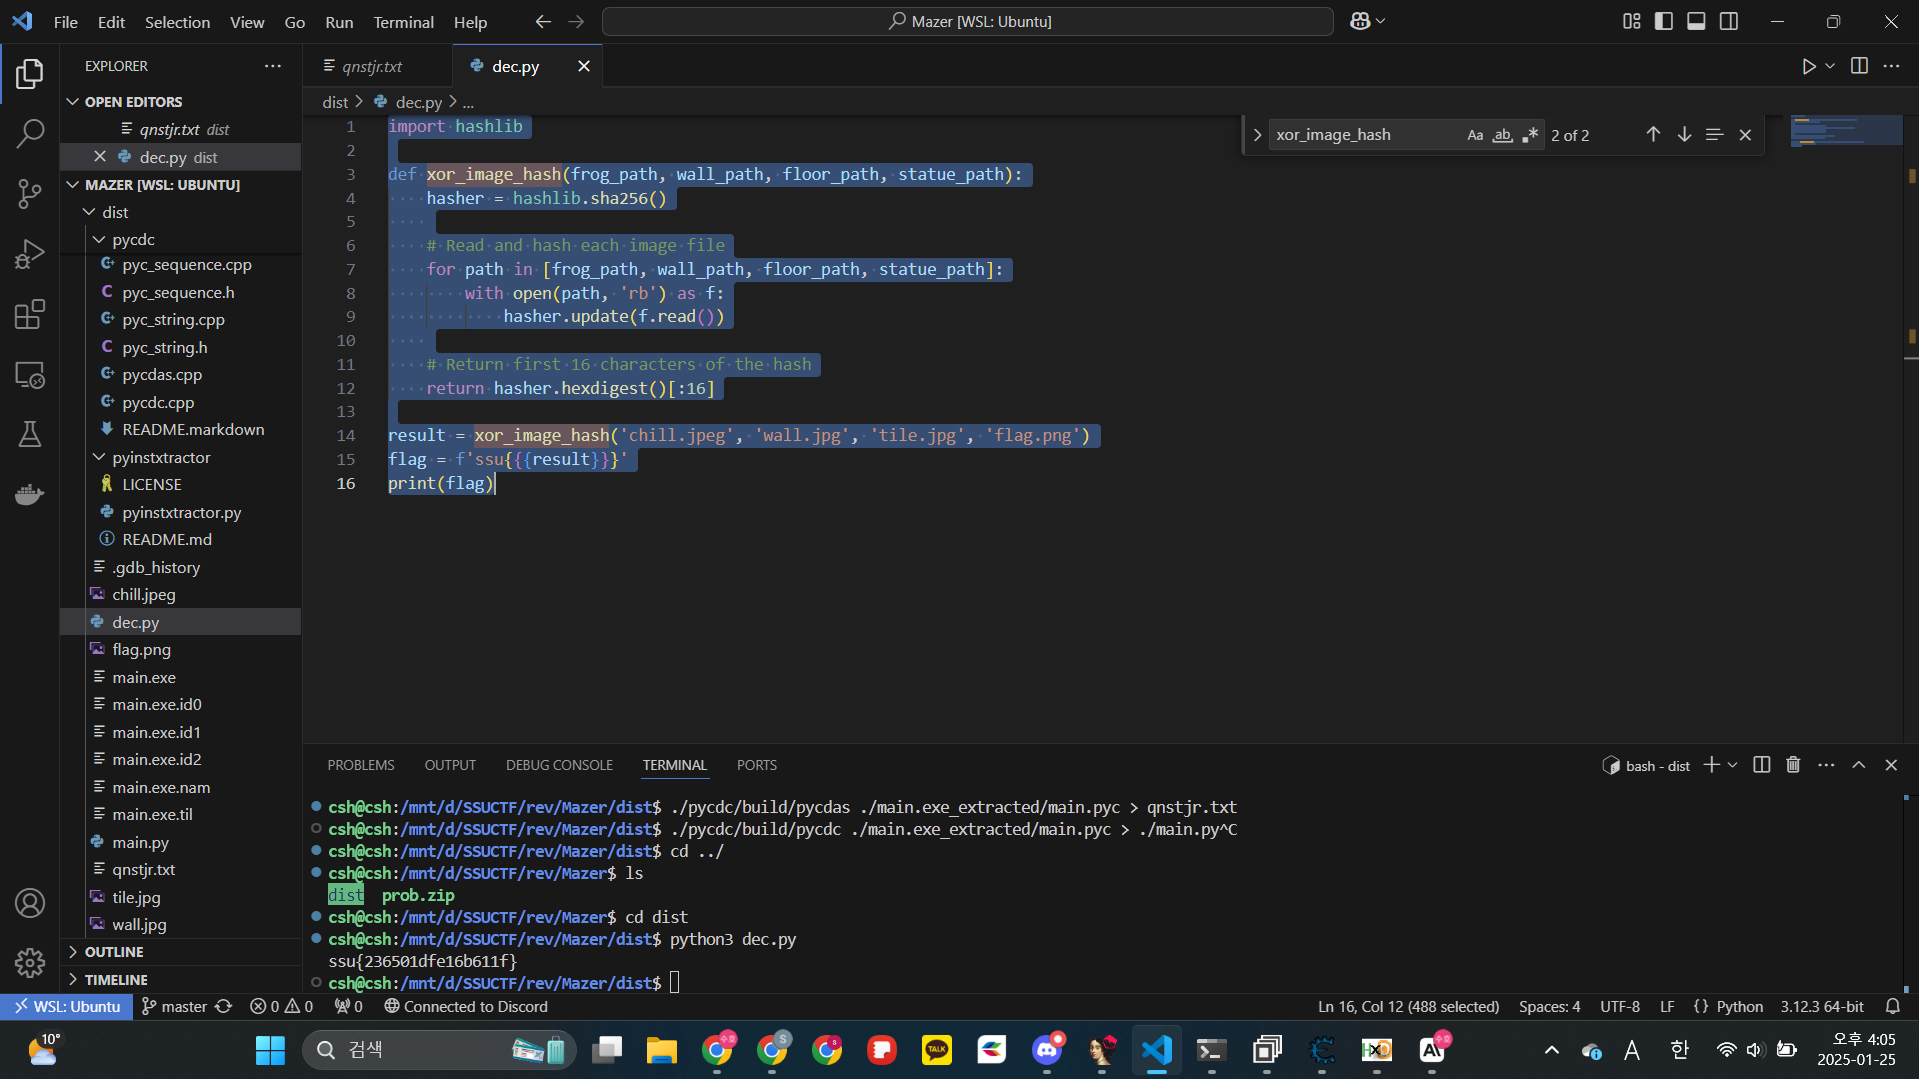 File Edit Selection View Go Run Terminal Help
Mazer [WSL: Ubuntu]
EXPLORER
OPEN EDITORS
qnstjr.txt dist
dec.py dist
MAZER [WSL: UBUNTU]
dist
pycdc
pyc_sequence.cpp
pyc_sequence.h
pyc_string.cpp
pyc_string.h
pycdas.cpp
pycdc.cpp
README.markdown
pyinstxtractor
LICENSE
pyinstxtractor.py
README.md
.gdb_history
chill.jpeg
dec.py
flag.png
main.exe
main.exe.id0
main.exe.id1
main.exe.id2
main.exe.nam
main.exe.til
main.py
qnstjr.txt
tile.jpg
wall.jpg
OUTLINE
TIMELINE
qnstjr.txt
dec.py
dist > dec.py > ...
xor_image_hash Aa ab .* 2 of 2
1 import hashlib
2
3 def xor_image_hash(frog_path, wall_path, floor_path, statue_path):
4 hasher = hashlib.sha256()
5
6 # Read and hash each image file
7 for path in [frog_path, wall_path, floor_path, statue_path]:
8 with open(path, 'rb') as f:
9 hasher.update(f.read())
10
11 # Return first 16 characters of the hash
12 return hasher.hexdigest()[:16]
13
14 result = xor_image_hash('chill.jpeg', 'wall.jpg', 'tile.jpg', 'flag.png')
15 flag = f'ssu{{{result}}}'
16 print(flag)
PROBLEMS OUTPUT DEBUG CONSOLE TERMINAL PORTS
bash - dist
csh@csh:/mnt/d/SSUCTF/rev/Mazer/dist$ ./pycdc/build/pycdas ./main.exe_extracted/main.pyc > qnstjr.txt
csh@csh:/mnt/d/SSUCTF/rev/Mazer/dist$ ./pycdc/build/pycdc ./main.exe_extracted/main.pyc > ./main.py^C
csh@csh:/mnt/d/SSUCTF/rev/Mazer/dist$ cd ../
csh@csh:/mnt/d/SSUCTF/rev/Mazer$ ls
dist prob.zip
csh@csh:/mnt/d/SSUCTF/rev/Mazer$ cd dist
csh@csh:/mnt/d/SSUCTF/rev/Mazer/dist$ python3 dec.py
ssu{236501dfe16b611f}
csh@csh:/mnt/d/SSUCTF/rev/Mazer/dist$
WSL: Ubuntu master 0 0 0 Connected to Discord
Ln 16, Col 12 (488 selected) Spaces: 4 UTF-8 LF {} Python 3.12.3 64-bit
10°
검색
TALK
A 한
오후 4:05
2025-01-25